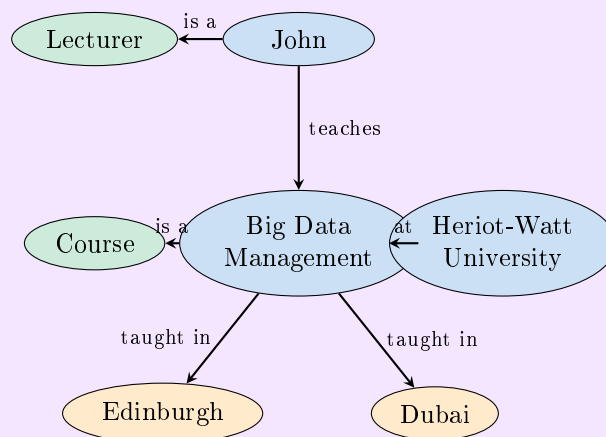 is a
Lecturer
John
teaches
is a
Course
Big Data
Management
at
Heriot-Watt
University
taught in
taught in
Edinburgh
Dubai